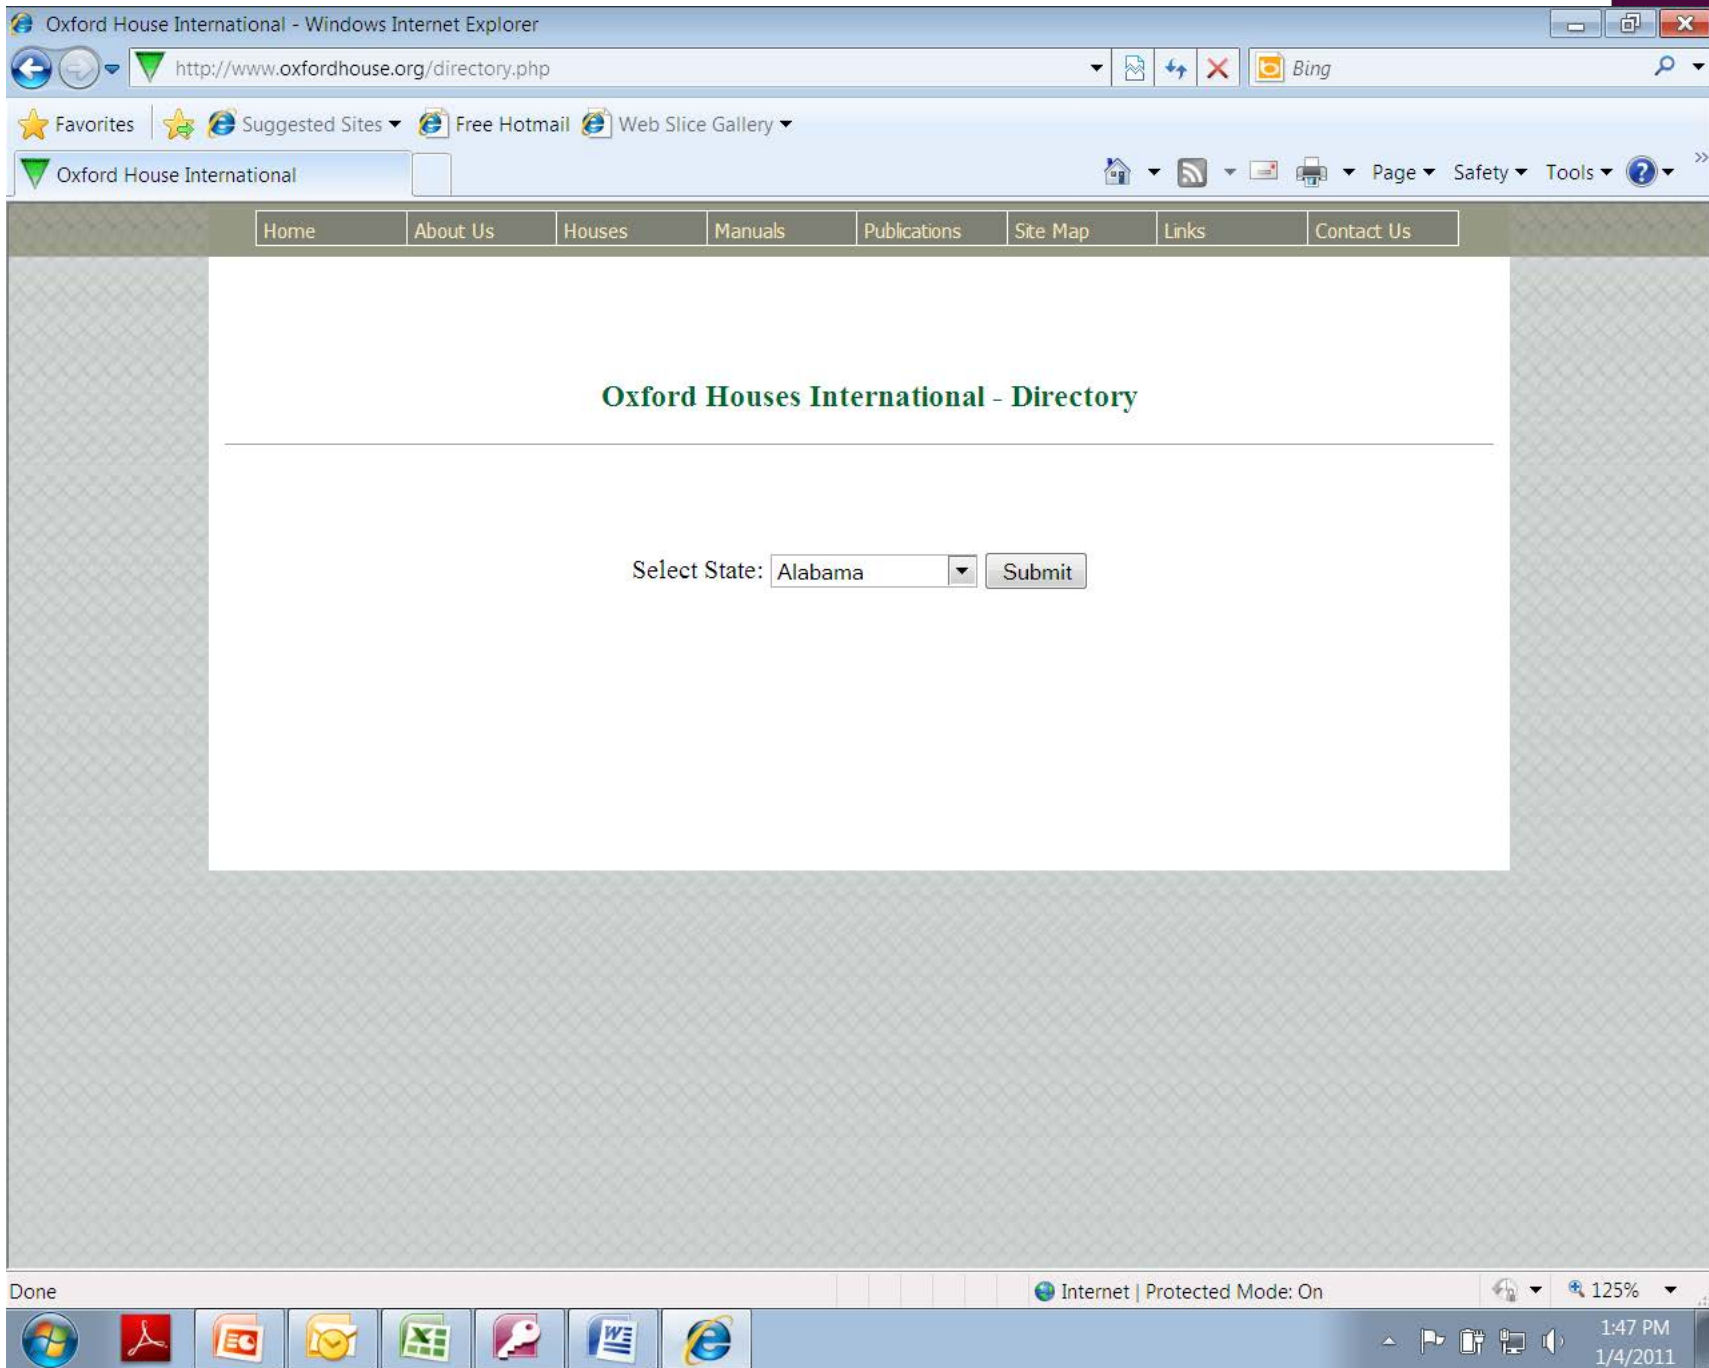 Oxford House International - Windows Internet Explorer
http://www.oxfordhouse.org/directory.php
Bing
Favorites Suggested Sites Free Hotmail Web Slice Gallery
Oxford House International
Page Safety Tools
Home About Us Houses Manuals Publications Site Map Links Contact Us
Oxford Houses International - Directory
Select State: Alabama Submit
Done Internet | Protected Mode: On 125%
1:47 PM
1/4/2011